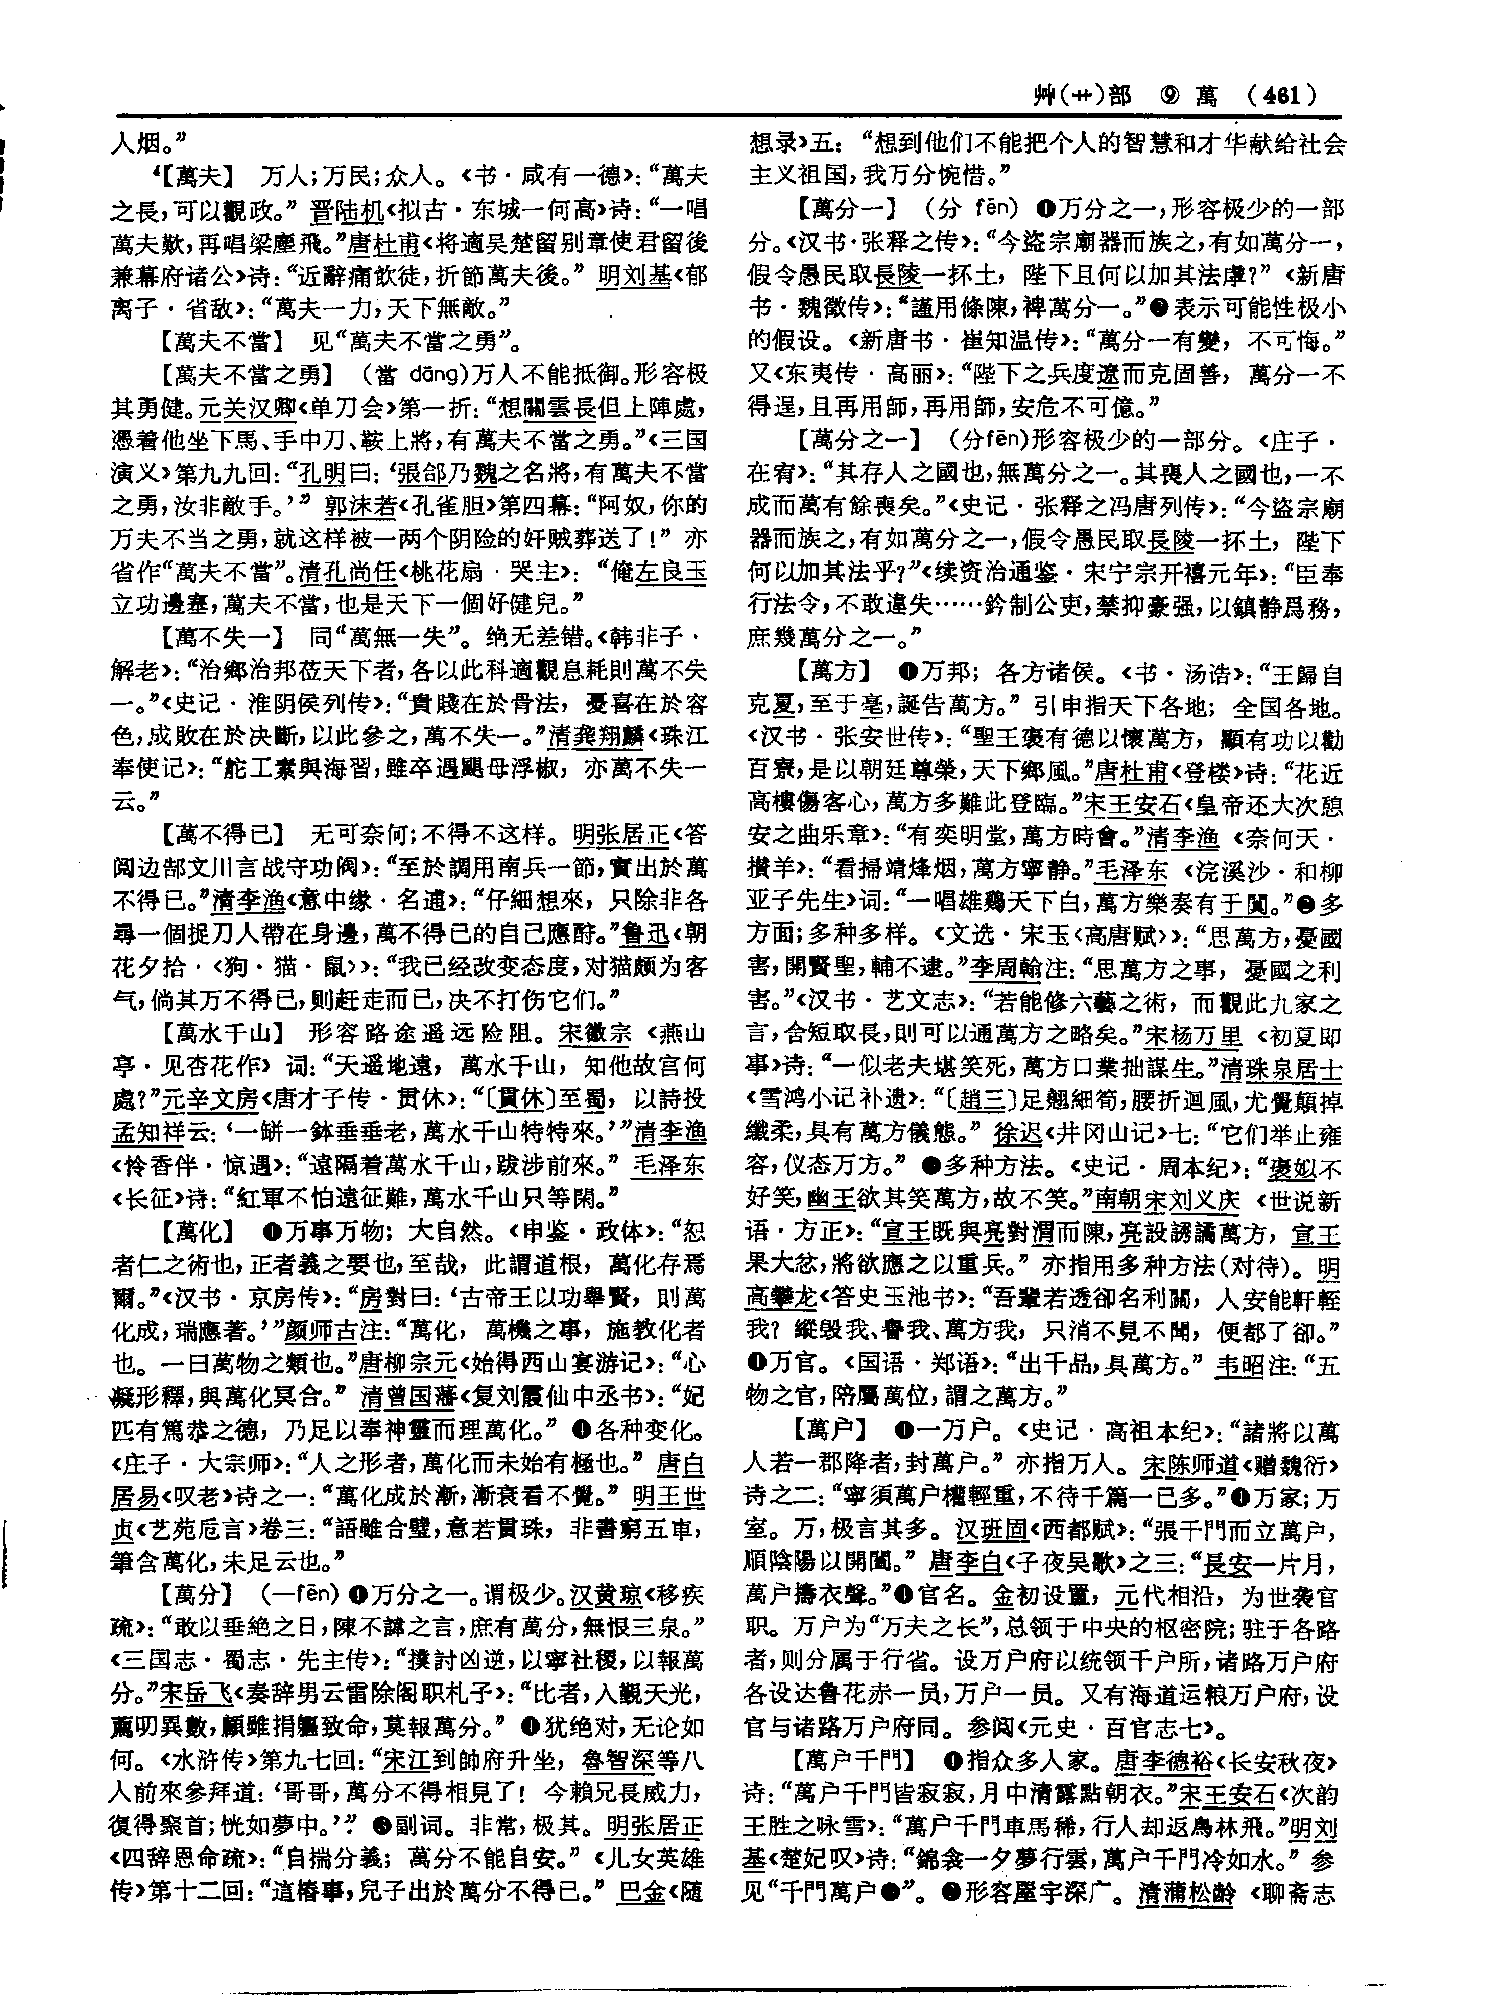 艸(艹)部 ⑨ 萬 (461)
人烟。”
【萬夫】 万人;万民;众人。《书·咸有一德》:“萬夫
之長,可以觀政。” 晋陆机《拟古·东城一何高》诗:“一唱
萬夫歎,再唱梁塵飛。”唐杜甫《将適吴楚留别章使君留後
兼幕府诸公》诗:“近辭痛飲徒,折節萬夫後。” 明刘基《郁
离子·省敌》:“萬夫一力,天下無敵。”
【萬夫不當】 见“萬夫不當之勇”。
【萬夫不當之勇】 (當 dāng)万人不能抵御。形容极
其勇健。元关汉卿《单刀会》第一折:“想關雲長但上陣處,
憑着他坐下馬、手中刀、鞍上將,有萬夫不當之勇。”《三国
演义》第九九回:“孔明曰:‘張郃乃魏之名將,有萬夫不當
之勇,汝非敵手。’” 郭沫若《孔雀胆》第四幕:“阿奴,你的
万夫不当之勇,就这样被一两个阴险的奸贼葬送了!” 亦
省作“萬夫不當”。清孔尚任《桃花扇·哭主》: “俺左良玉
立功邊塞,萬夫不當,也是天下一個好健兒。”
【萬不失一】 同“萬無一失”。绝无差错。《韩非子·
解老》:“治鄉治邦莅天下者,各以此科適觀息耗則萬不失
一。”《史记·淮阴侯列传》:“貴賤在於骨法,憂喜在於容
色,成敗在於决斷,以此參之,萬不失一。”清龚翔麟《珠江
奉使记》:“舵工素與海習,雖卒遇颶母浮椒,亦萬不失一
云。”
【萬不得已】 无可奈何;不得不这样。明张居正《答
阅边郜文川言战守功阀》:“至於調用南兵一節,實出於萬
不得已。”清李渔《意中缘·名逋》:“仔細想來,只除非各
尋一個捉刀人帶在身邊,萬不得已的自己應酧。”鲁迅《朝
花夕拾·〈狗·猫·鼠〉》:“我已经改变态度,对猫颇为客
气,倘其万不得已,则赶走而已,决不打伤它们。”
【萬水千山】 形容路途遥远险阻。宋徽宗《燕山
亭·见杏花作》词:“天遥地遠,萬水千山,知他故宫何
處?”元辛文房《唐才子传·贯休》:“〔貫休〕至蜀,以詩投
孟知祥云:‘一缾一鉢垂垂老,萬水千山特特來。’”清李渔
《怜香伴·惊遇》:“遠隔着萬水千山,跋涉前來。” 毛泽东
《长征》诗:“紅軍不怕遠征難,萬水千山只等閑。”
【萬化】 ❶万事万物;大自然。《申鉴·政体》:“恕
者仁之術也,正者義之要也,至哉,此謂道根,萬化存焉
爾。”《汉书·京房传》:“房對曰:‘古帝王以功舉賢,則萬
化成,瑞應著。’”颜师古注:“萬化,萬機之事,施教化者
也。一曰萬物之類也。”唐柳宗元《始得西山宴游记》:“心
凝形釋,與萬化冥合。” 清曾国藩《复刘霞仙中丞书》:“妃
匹有篤恭之德,乃足以奉神靈而理萬化。” ❷各种变化。
《庄子·大宗师》:“人之形者,萬化而未始有極也。” 唐白
居易《叹老》诗之一:“萬化成於漸,漸衰看不覺。” 明王世
贞《艺苑卮言》卷三:“語雖合璧,意若貫珠,非書窮五車,
筆含萬化,未足云也。”
【萬分】 (—fēn)❶万分之一。谓极少。汉黄琼《移疾
疏》:“敢以垂絶之日,陳不諱之言,庶有萬分,無恨三泉。”
《三国志·蜀志·先主传》:“撲討凶逆,以寧社稷,以報萬
分。”宋岳飞《奏辞男云雷除阁职札子》:“比者,入覲天光,
薦叨異數,顧雖捐軀致命,莫報萬分。” ❷犹绝对,无论如
何。《水浒传》第九七回:“宋江到帥府升坐,魯智深等八
人前來參拜道:‘哥哥,萬分不得相見了!今賴兄長威力,
復得聚首;恍如夢中。’” ❸副词。非常,极其。明张居正
《四辞恩命疏》:“自揣分義;萬分不能自安。” 《儿女英雄
传》第十二回:“這樁事,兒子出於萬分不得已。” 巴金《随
想录》五:“想到他们不能把个人的智慧和才华献给社会
主义祖国,我万分惋惜。”
【萬分一】 (分 fēn) ❶万分之一,形容极少的一部
分。《汉书·张释之传》:“今盜宗廟器而族之,有如萬分一,
假令愚民取長陵一抔土,陛下且何以加其法虖?” 《新唐
书·魏徵传》:“謹用條陳,裨萬分一。”❷表示可能性极小
的假设。《新唐书·崔知温传》:“萬分一有變,不可悔。”
又《东夷传·高丽》:“陛下之兵度遼而克固善,萬分一不
得逞,且再用師,再用師,安危不可億。”
【萬分之一】 (分fēn)形容极少的一部分。《庄子·
在宥》:“其存人之國也,無萬分之一。其喪人之國也,一不
成而萬有餘喪矣。”《史记·张释之冯唐列传》:“今盜宗廟
器而族之,有如萬分之一,假令愚民取長陵一抔土,陛下
何以加其法乎?”《续资治通鉴·宋宁宗开禧元年》:“臣奉
行法令,不敢違失……鈐制公吏,禁抑豪强,以鎮静爲務,
庶幾萬分之一。”
【萬方】 ❶万邦;各方诸侯。《书·汤诰》:“王歸自
克夏,至于亳,誕告萬方。” 引申指天下各地;全国各地。
《汉书·张安世传》:“聖王褒有德以懷萬方,顯有功以勸
百寮,是以朝廷尊榮,天下鄉風。”唐杜甫《登楼》诗:“花近
高樓傷客心,萬方多難此登臨。”宋王安石《皇帝还大次憩
安之曲乐章》:“有奕明堂,萬方時會。”清李渔《奈何天·
攒羊》:“看掃靖烽烟,萬方寧静。”毛泽东《浣溪沙·和柳
亚子先生》词:“一唱雄鷄天下白,萬方樂奏有于闐。”❷多
方面;多种多样。《文选·宋玉〈高唐赋〉》:“思萬方,憂國
害,開賢聖,輔不逮。”李周翰注:“思萬方之事,憂國之利
害。”《汉书·艺文志》:“若能修六藝之術,而觀此九家之
言,舍短取長,則可以通萬方之略矣。”宋杨万里《初夏即
事》诗:“一似老夫堪笑死,萬方口業拙謀生。”清珠泉居士
《雪鸿小记补遗》:“〔趙三〕足翹細筍,腰折迴風,尤覺顛掉
纖柔,具有萬方儀態。” 徐迟《井冈山记》七:“它们举止雍
容,仪态万方。” ❸多种方法。《史记·周本纪》:“褒姒不
好笑,幽王欲其笑萬方,故不笑。”南朝宋刘义庆《世说新
语·方正》:“宣王既與亮對渭而陳,亮設誘譎萬方,宣王
果大忿,將欲應之以重兵。” 亦指用多种方法(对待)。明
高攀龙《答史玉池书》:“吾輩若透卻名利關,人安能軒輊
我?縱毁我、譽我、萬方我,只消不見不聞,便都了卻。”
❹万官。《国语·郑语》:“出千品,具萬方。” 韦昭注:“五
物之官,陪屬萬位,謂之萬方。”
【萬户】 ❶一万户。《史记·高祖本纪》:“諸將以萬
人若一郡降者,封萬户。” 亦指万人。宋陈师道《赠魏衍》
诗之二:“寧須萬户權輕重,不待千篇一已多。”❷万家;万
室。万,极言其多。汉班固《西都赋》:“張千門而立萬户,
順陰陽以開闔。” 唐李白《子夜吴歌》之三:“長安一片月,
萬户擣衣聲。”❸官名。金初设置,元代相沿,为世袭官
职。万户为“万夫之长”,总领于中央的枢密院;驻于各路
者,则分属于行省。设万户府以统领千户所,诸路万户府
各设达鲁花赤一员,万户一员。又有海道运粮万户府,设
官与诸路万户府同。参阅《元史·百官志七》。
【萬户千門】 ❶指众多人家。唐李德裕《长安秋夜》
诗:“萬户千門皆寂寂,月中清露點朝衣。”宋王安石《次韵
王胜之咏雪》:“萬户千門車馬稀,行人却返鳥林飛。”明刘
基《楚妃叹》诗:“錦衾一夕夢行雲,萬户千門冷如水。” 参
见“千門萬户❶”。 ❷形容屋宇深广。清蒲松龄《聊斋志